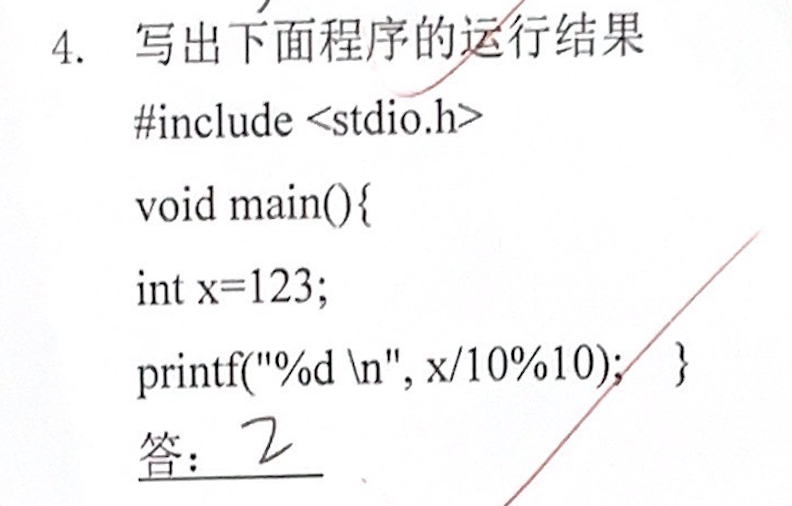 4. 写出下面程序的运行结果
#include <stdio.h>
void main(){
int x=123;
printf("%d \n", x/10%10); }
答: 2